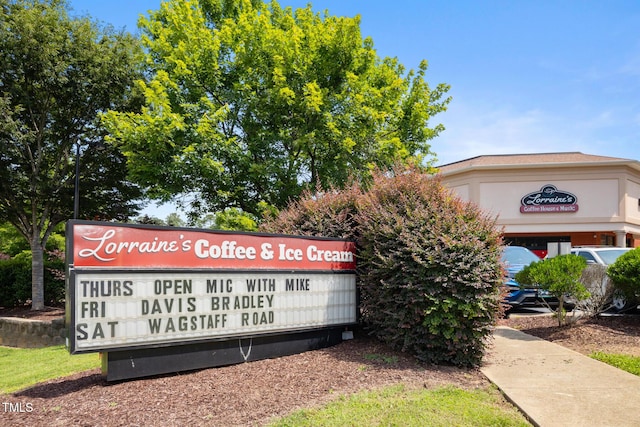 Lorraine's Coffee & Ice Cream
THURS OPEN MIC WITH MIKE
FRI DAVIS BRADLEY
SAT WAGSTAFF ROAD
Lorraine's
Coffee House & Music
© TMLS